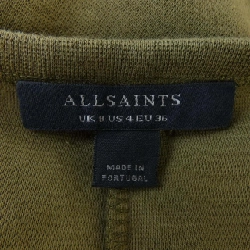 ALLSAINTS
UK 8 US 4 EU 36
MADE IN
PORTUGAL